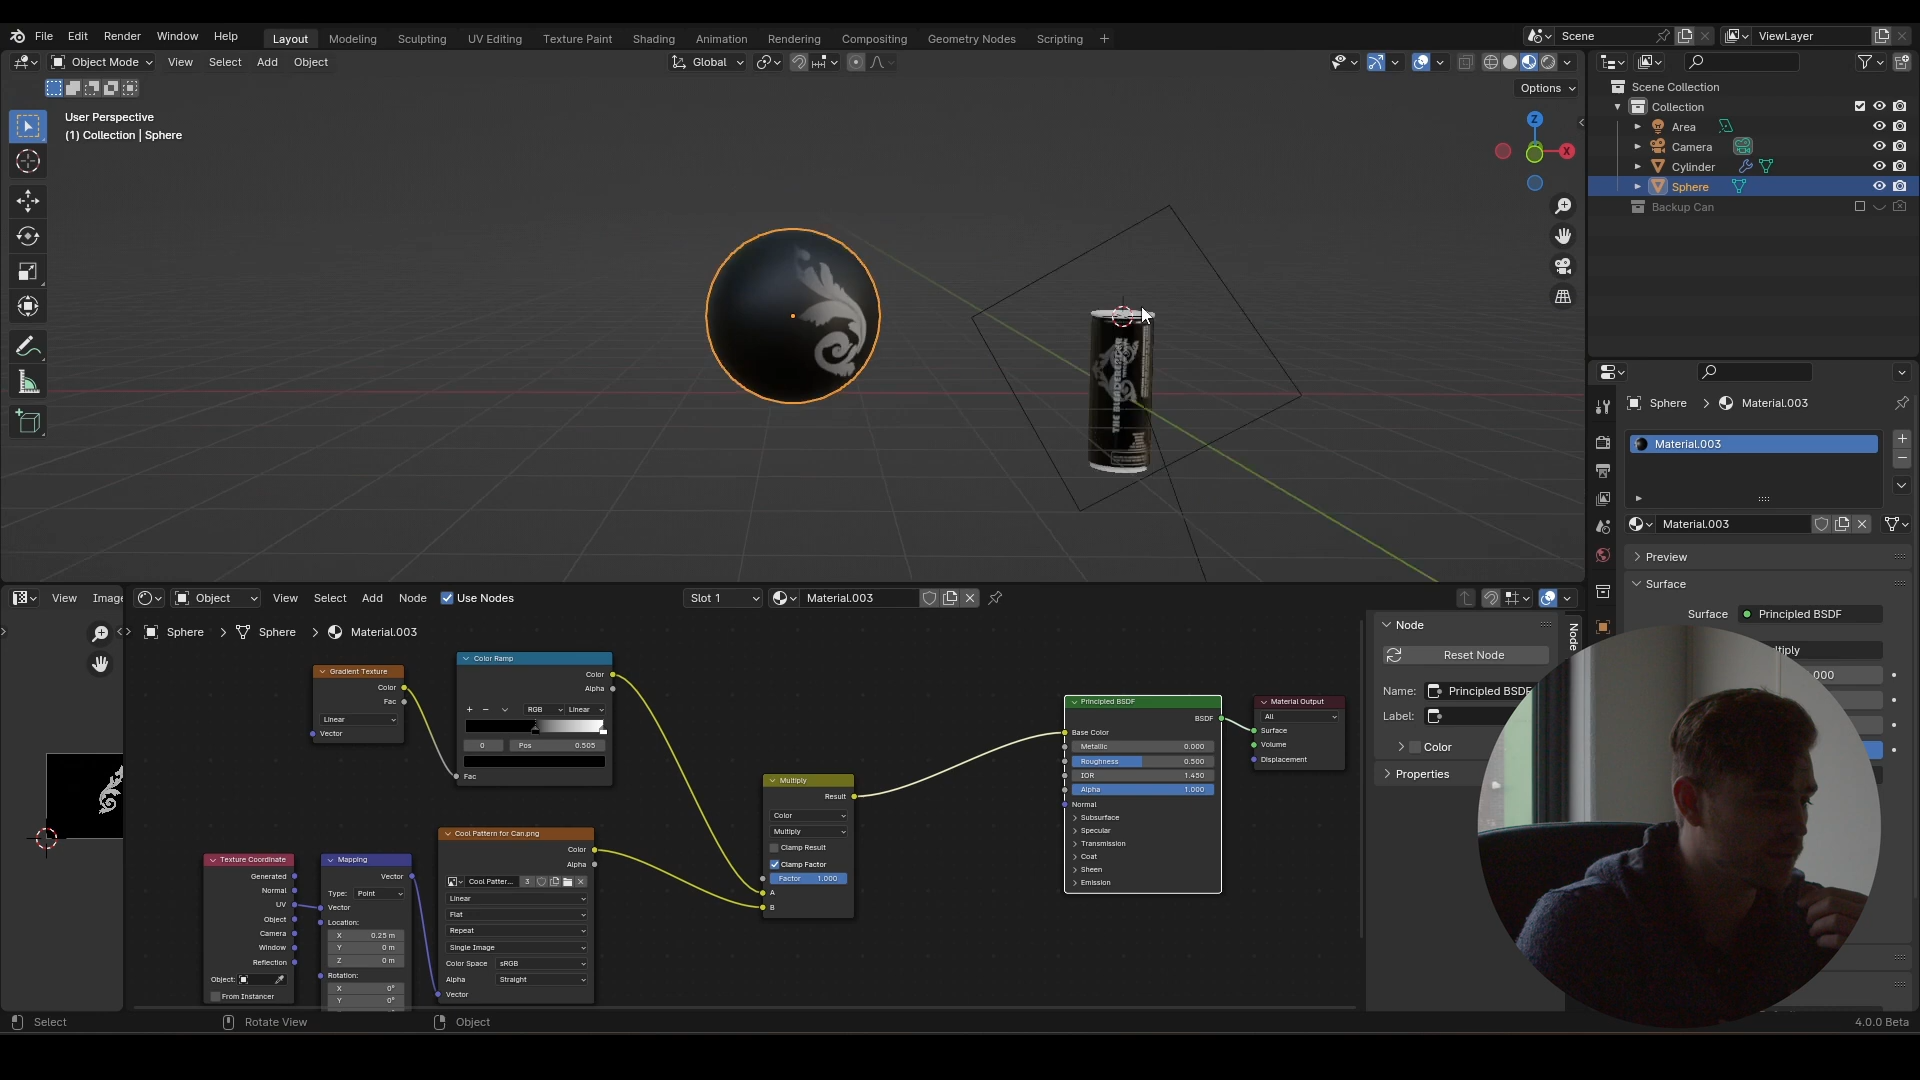 File Edit Render Window Help
Layout Modeling Sculpting UV Editing Texture Paint Shading Animation Rendering Compositing Geometry Nodes Scripting +
Scene
ViewLayer
Object Mode View Select Add Object
Global
Options
User Perspective
(1) Collection | Sphere
Z
X
Scene Collection
Collection
Area
Camera
Cylinder
Sphere
Backup Can
Sphere > Material.003
Material.003
Material.003
Preview
Surface
Surface Principled BSDF
ltiply
.000
View Image
Object View Select Add Node Use Nodes
Slot 1
Material.003
Sphere > Sphere > Material.003
Gradient Texture
Color
Fac
Linear
Vector
Color Ramp
Color
Alpha
RGB Linear
0 Pos 0.505
Fac
Texture Coordinate
Generated
Normal
UV
Object
Camera
Window
Reflection
Object:
From Instancer
Mapping
Vector
Type: Point
Vector
Location:
X 0.25 m
Y 0 m
Z 0 m
Rotation:
X 0°
Y 0°
Cool Pattern for Can.png
Color
Alpha
Cool Patter... 3
Linear
Flat
Repeat
Single Image
Color Space sRGB
Alpha Straight
Vector
Multiply
Result
Color
Multiply
Clamp Result
Clamp Factor
Factor 1.000
A
B
Principled BSDF
BSDF
Base Color
Metallic 0.000
Roughness 0.500
IOR 1.450
Alpha 1.000
Normal
Subsurface
Specular
Transmission
Coat
Sheen
Emission
Material Output
All
Surface
Volume
Displacement
Node
Reset Node
Name: Principled BSDF
Label:
Color
Properties
Node
Select Rotate View Object
4.0.0 Beta